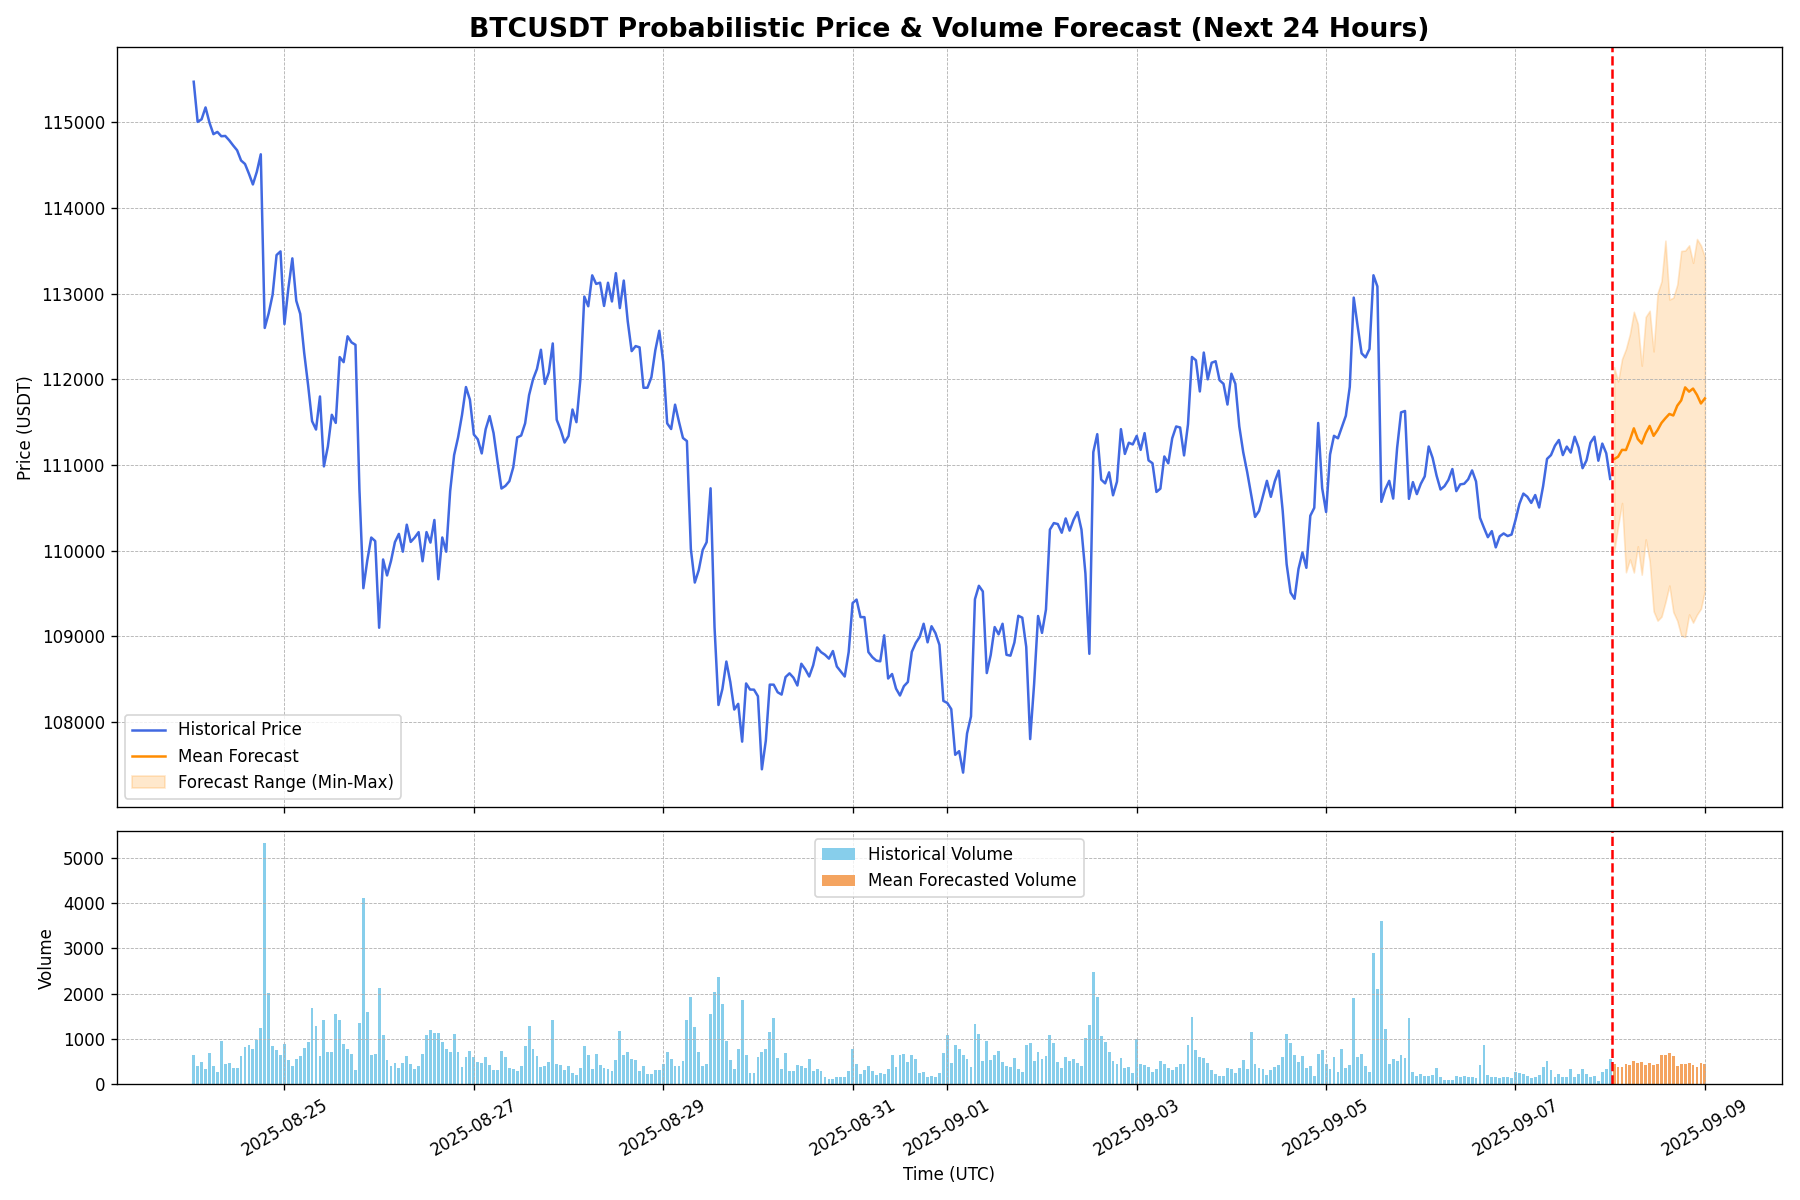 BTCUSDT Probabilistic Price & Volume Forecast (Next 24 Hours)
Price (USDT)
115000
114000
113000
112000
111000
110000
109000
108000
Historical Price
Mean Forecast
Forecast Range (Min-Max)
Volume
5000
4000
3000
2000
1000
0
Historical Volume
Mean Forecasted Volume
2025-08-25
2025-08-27
2025-08-29
2025-08-31
2025-09-01
2025-09-03
2025-09-05
2025-09-07
2025-09-09
Time (UTC)